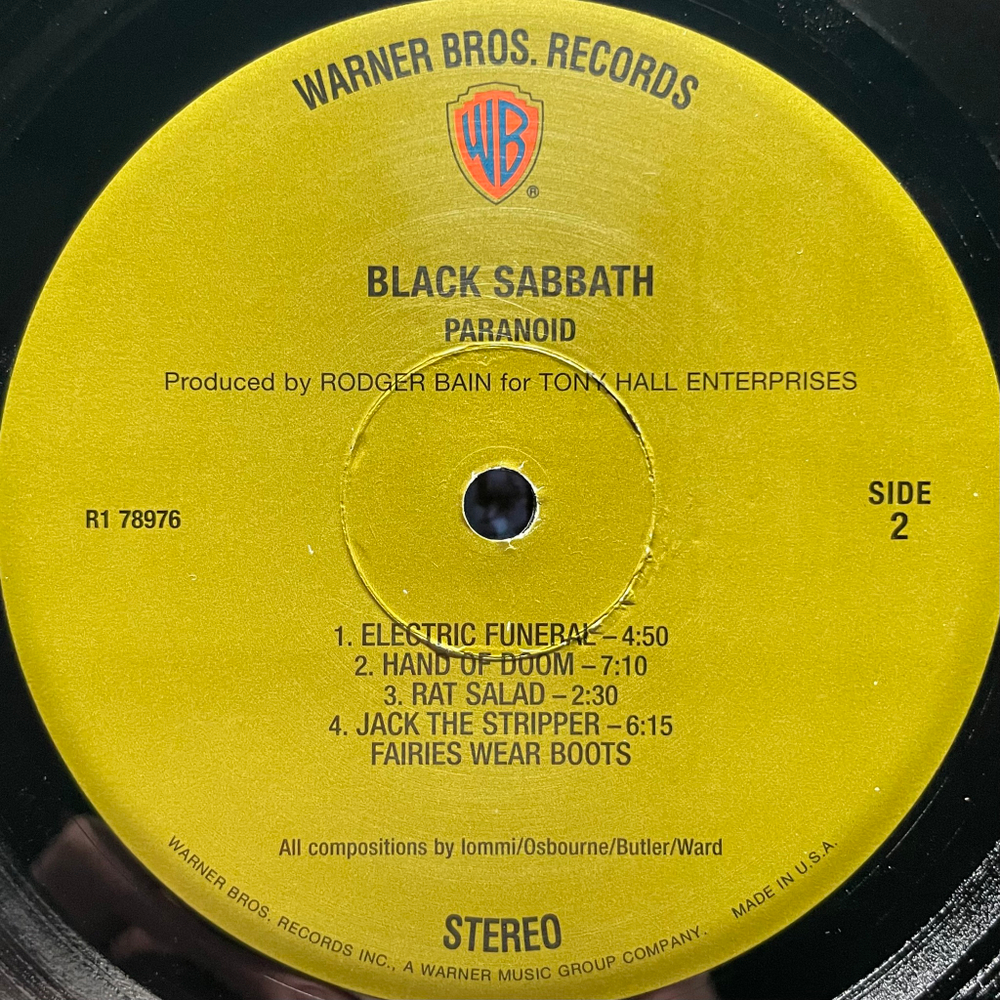 WARNER BROS. RECORDS
WB
®
BLACK SABBATH
PARANOID
Produced by RODGER BAIN for TONY HALL ENTERPRISES
R1 78976
SIDE
2
1. ELECTRIC FUNERAL – 4:50
2. HAND OF DOOM – 7:10
3. RAT SALAD – 2:30
4. JACK THE STRIPPER – 6:15
FAIRIES WEAR BOOTS
All compositions by Iommi/Osbourne/Butler/Ward
STEREO
WARNER BROS. RECORDS INC., A WARNER MUSIC GROUP COMPANY.
MADE IN U.S.A.